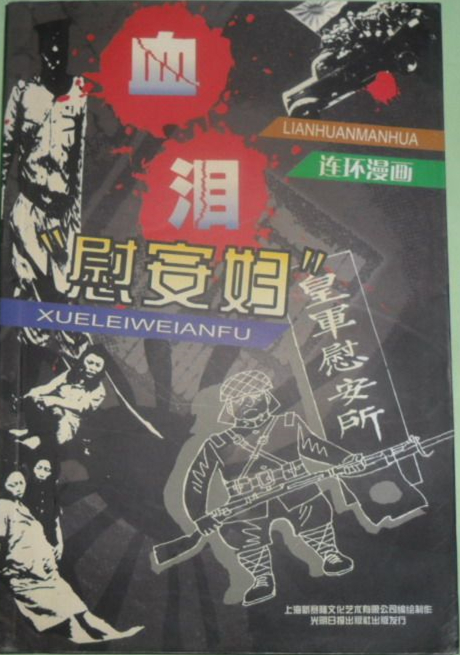 血
泪
"慰安妇"
XUELEIWEIANFU
LIANHUANMANHUA
连环漫画
皇軍慰安所
上海新喜福文化艺术有限公司编绘制作
光明日报出版社出版发行